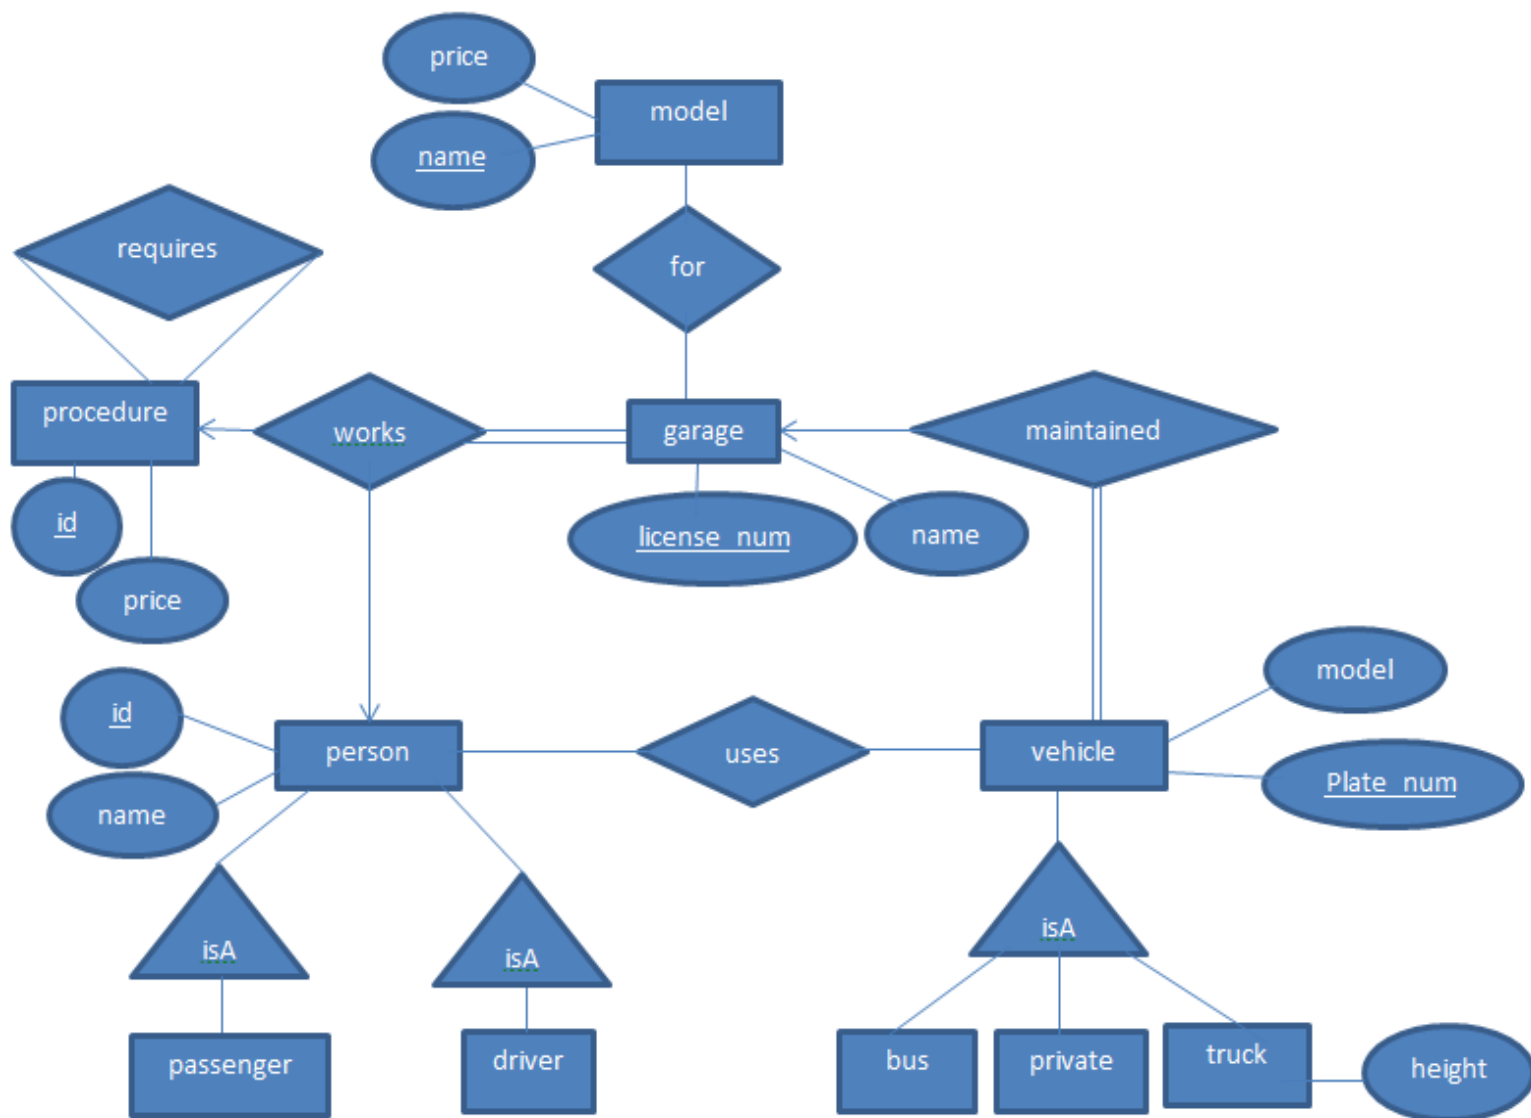 price
model
name
requires
for
procedure
works
garage
maintained
id
license_num
name
price
model
id
person
uses
vehicle
Plate_num
name
isA
isA
isA
passenger
driver
bus
private
truck
height